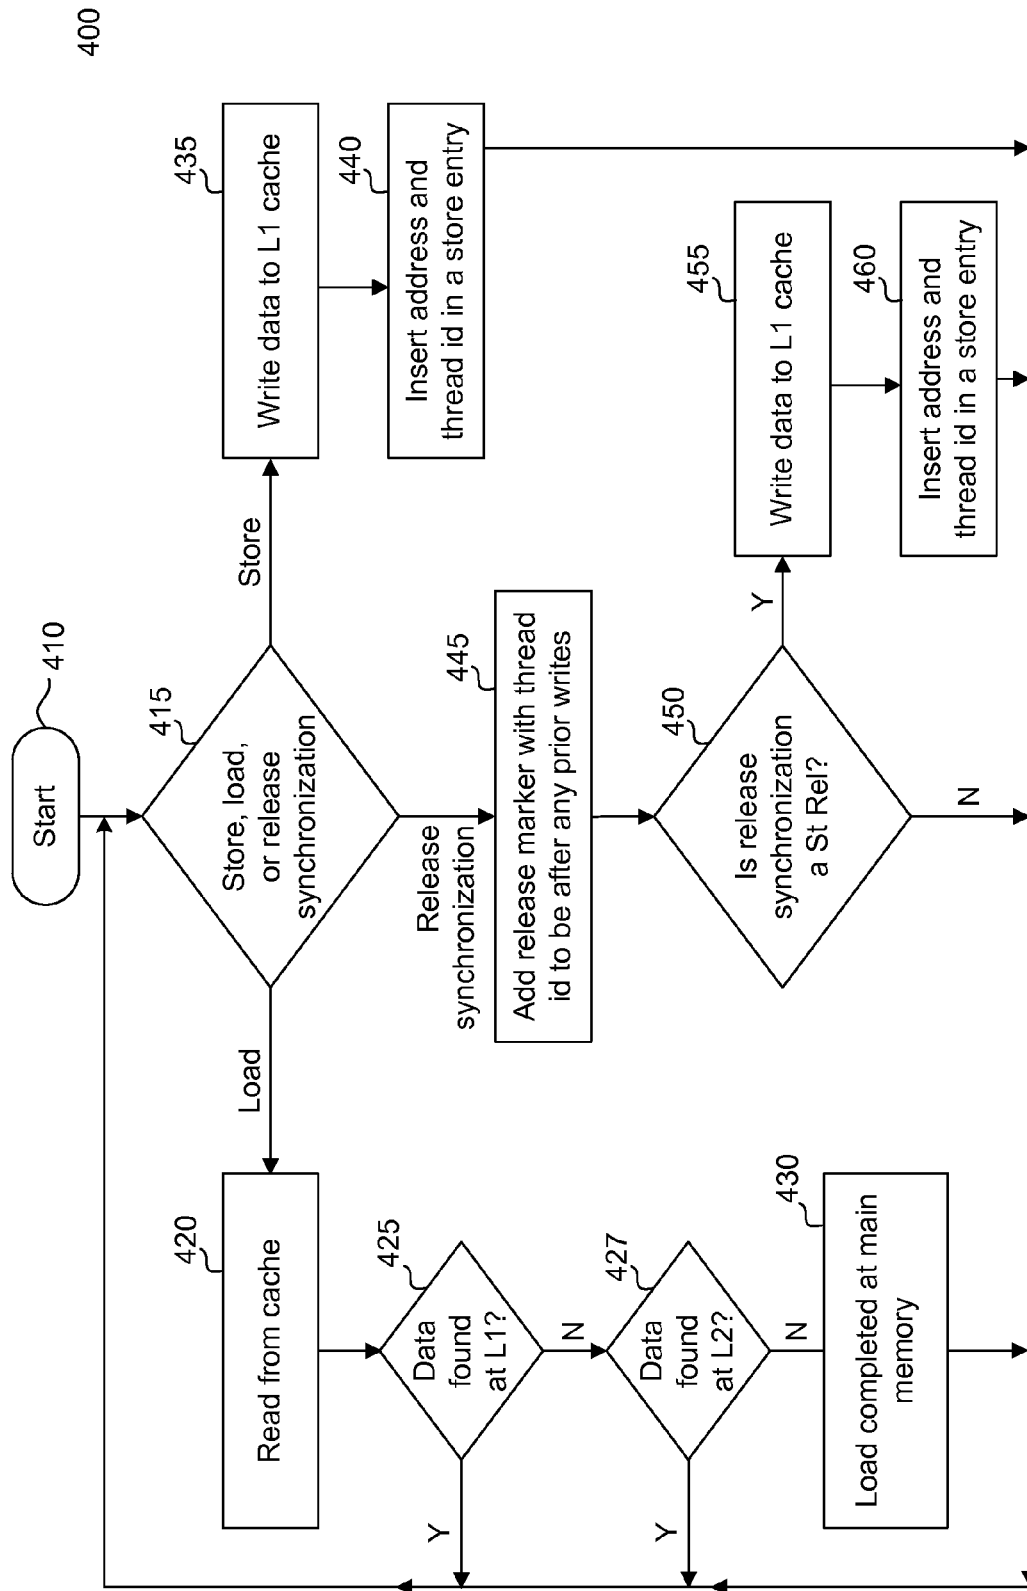 400
Start
410
Store, load,
or release
synchronization
415
Load
Store
Release
synchronization
Read from cache
420
Data
found
at L1?
425
Y
N
Data
found
at L2?
427
Y
N
Load completed at main
memory
430
Write data to L1 cache
435
Insert address and
thread id in a store entry
440
Add release marker with thread
id to be after any prior writes
445
Is release
synchronization
a St Rel?
450
Y
N
Write data to L1 cache
455
Insert address and
thread id in a store entry
460